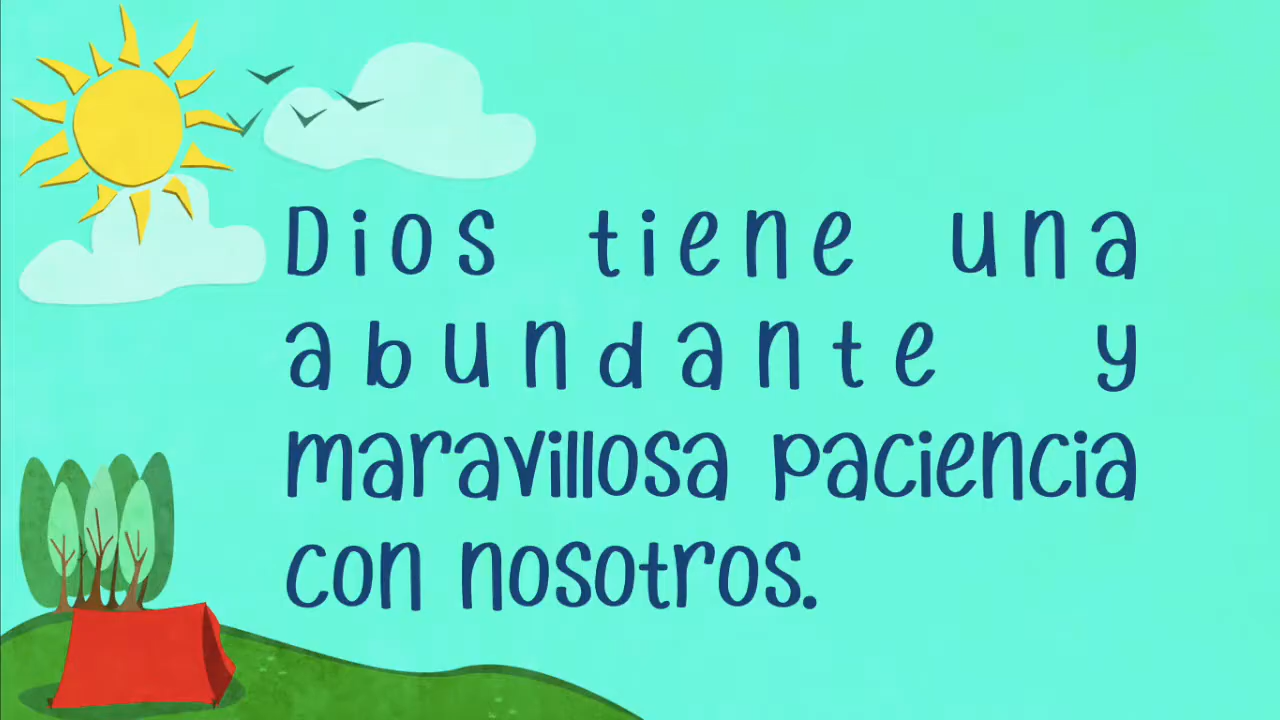 Dios tiene una
abundante y
maravillosa paciencia
con nosotros.